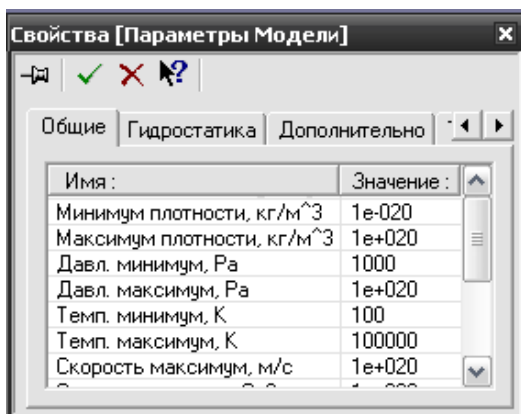 Свойства [Параметры Модели]
Общие Гидростатика Дополнительно
Имя : Значение :
Минимум плотности, кг/м^3 1e-020
Максимум плотности, кг/м^3 1e+020
Давл. минимум, Pa 1000
Давл. максимум, Pa 1e+020
Темп. минимум, K 100
Темп. максимум, K 100000
Скорость максимум, м/с 1e+020